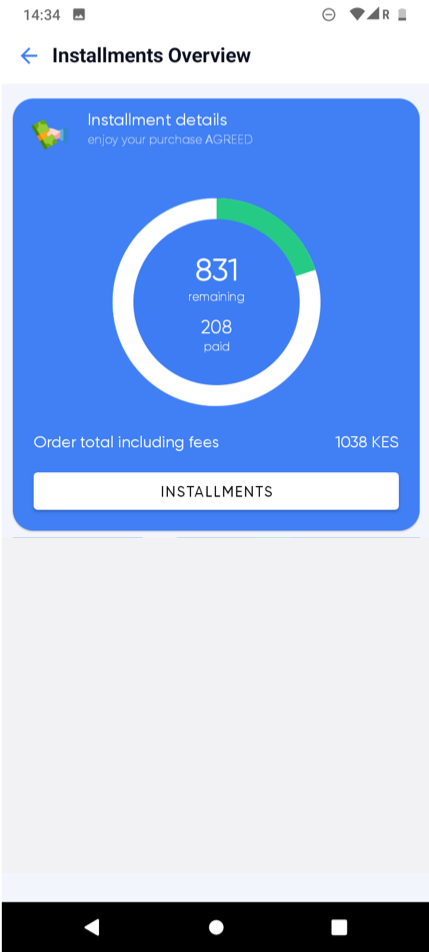 14:34
R
Installments Overview
Installment details
enjoy your purchase AGREED
831
remaining
208
paid
Order total including fees 1038 KES
INSTALLMENTS